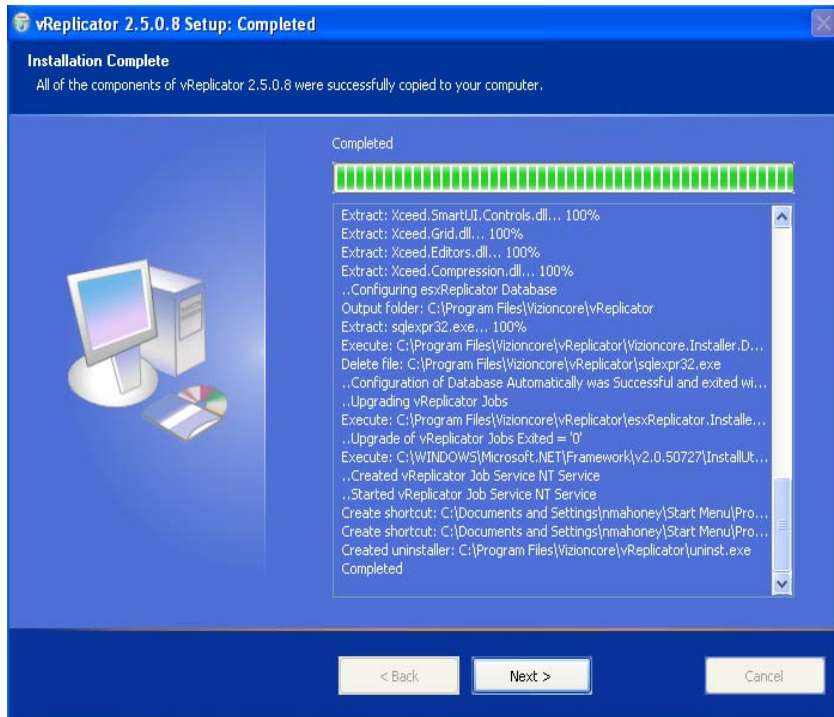 vReplicator 2.5.0.8 Setup: Completed
Installation Complete
All of the components of vReplicator 2.5.0.8 were successfully copied to your computer.
Completed
Extract: Xceed.SmartUI.Controls.dll... 100%
Extract: Xceed.Grid.dll... 100%
Extract: Xceed.Editors.dll... 100%
Extract: Xceed.Compression.dll... 100%
..Configuring esxReplicator Database
Output folder: C:\Program Files\Vizioncore\vReplicator
Extract: sqlexpr32.exe... 100%
Execute: C:\Program Files\Vizioncore\vReplicator\Vizioncore.Installer.D...
Delete file: C:\Program Files\Vizioncore\vReplicator\sqlexpr32.exe
..Configuration of Database Automatically was Successful and exited wi...
..Upgrading vReplicator Jobs
Execute: C:\Program Files\Vizioncore\vReplicator\esxReplicator.Installe...
..Upgrade of vReplicator Jobs Exited = '0'
Execute: C:\WINDOWS\Microsoft.NET\Framework\v2.0.50727\InstallUt...
..Created vReplicator Job Service NT Service
..Started vReplicator Job Service NT Service
Create shortcut: C:\Documents and Settings\nmahoney\Start Menu\Pro...
Create shortcut: C:\Documents and Settings\nmahoney\Start Menu\Pro...
Created uninstaller: C:\Program Files\Vizioncore\vReplicator\uninst.exe
Completed
< Back
Next >
Cancel